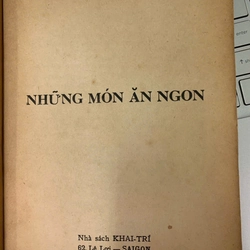 NHỮNG MÓN ĂN NGON
Nhà sách KHAI-TRÍ
62 Lê Lợi — SAIGON